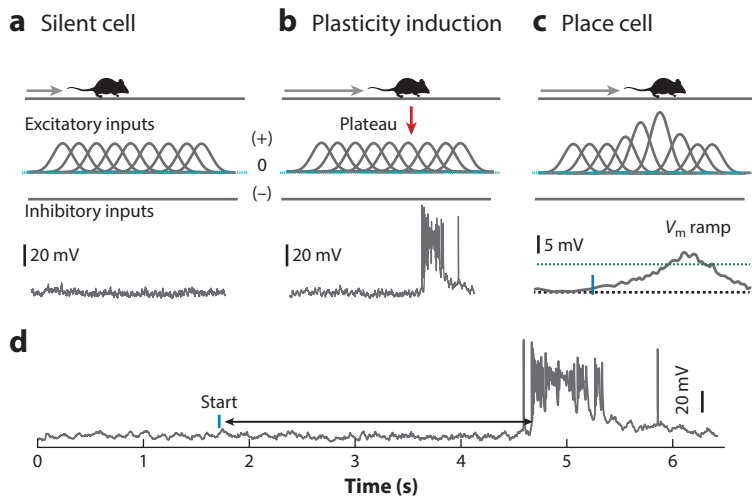 a Silent cell
b Plasticity induction
c Place cell
Excitatory inputs
(+)
Plateau
0
(–)
Inhibitory inputs
20 mV
20 mV
5 mV
Vm ramp
d
Start
20 mV
0 1 2 3 4 5 6
Time (s)